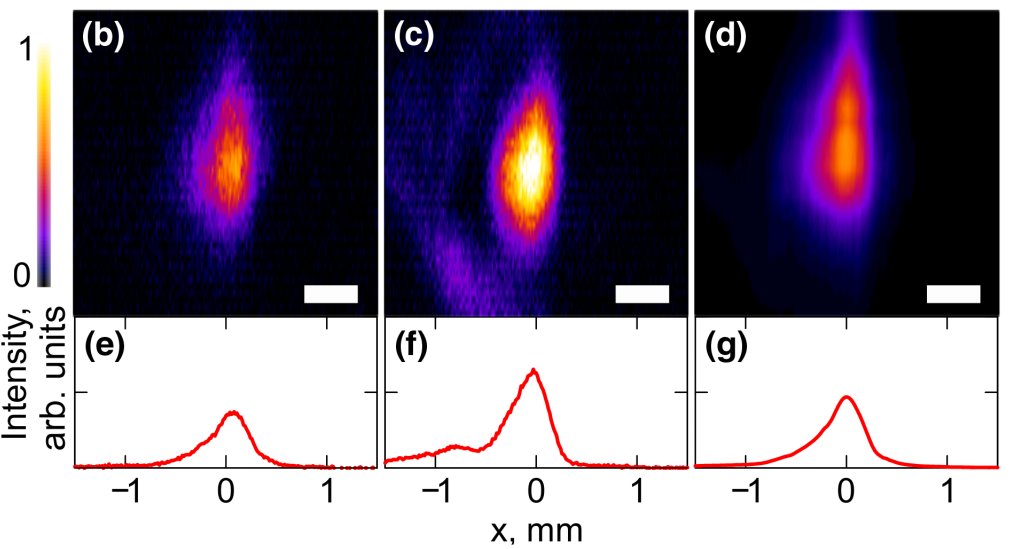 1
(b)
(c)
(d)
0
Intensity,
arb. units
(e)
(f)
(g)
−1 0 1 −1 0 1 −1 0 1
x, mm